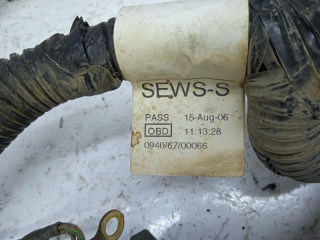 SEWS-S
PASS 15-Aug-06
OBD 11:13:28
0940/67/00066